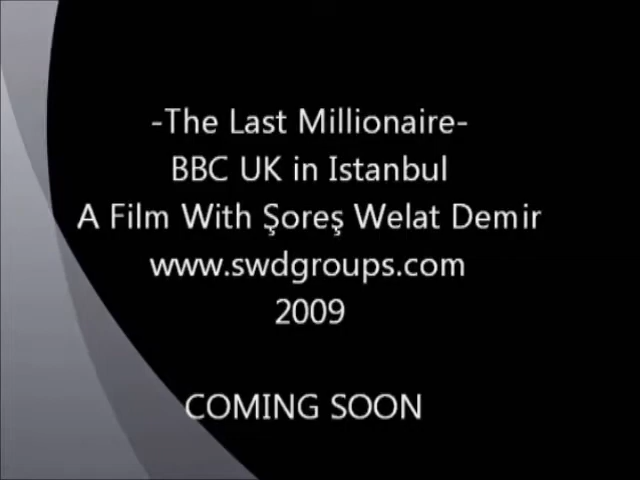 -The Last Millionaire-
BBC UK in Istanbul
A Film With Şoreş Welat Demir
www.swdgroups.com
2009
COMING SOON